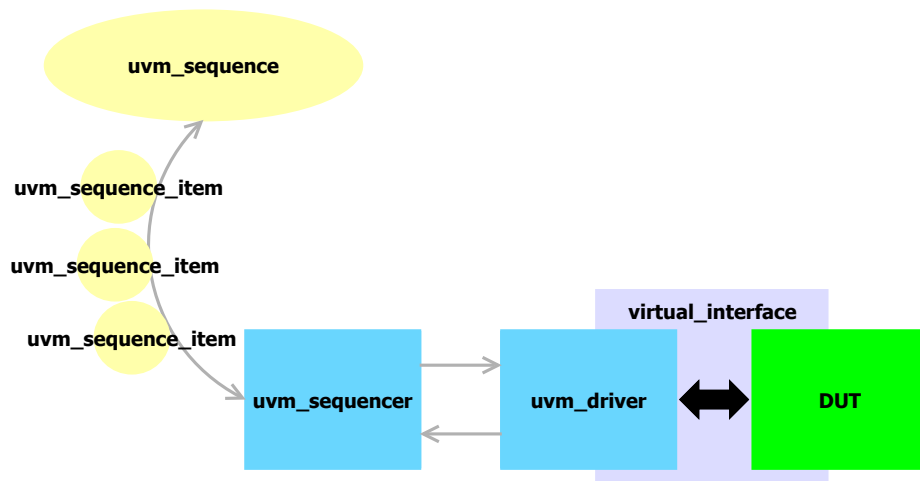 uvm_sequence
uvm_sequence_item
uvm_sequence_item
uvm_sequence_item
virtual_interface
uvm_sequencer
uvm_driver
DUT